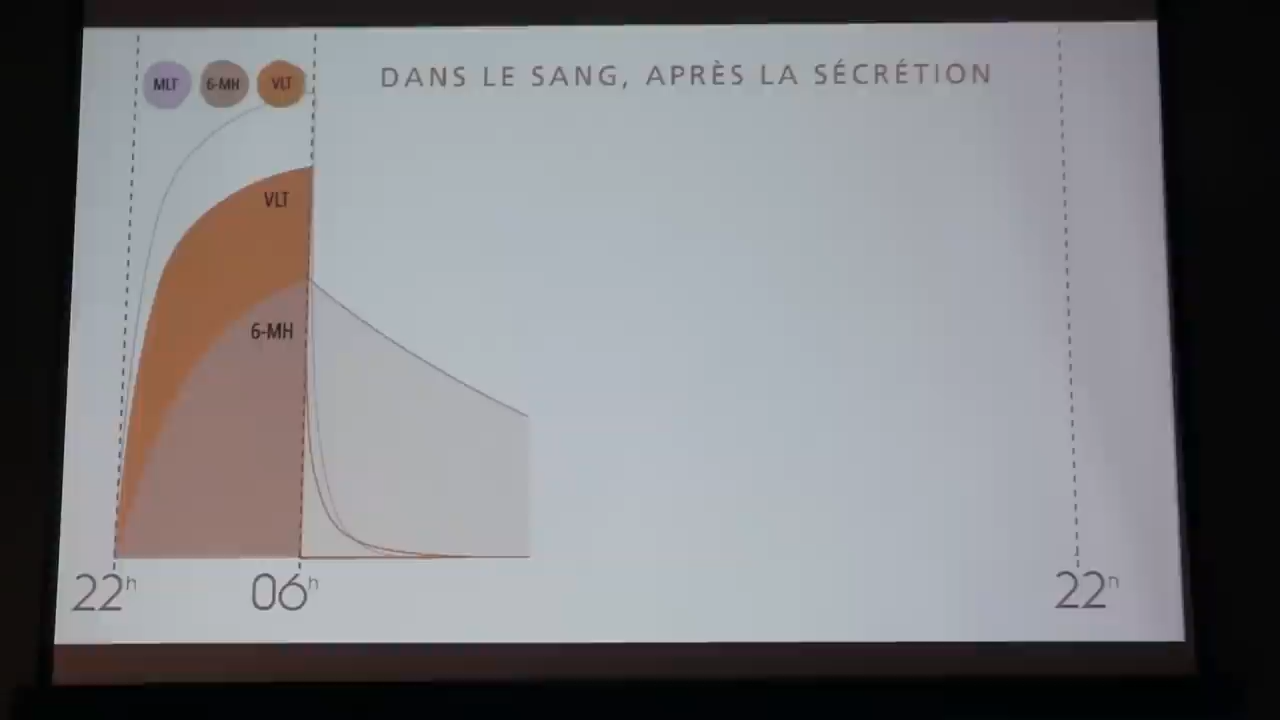 MLT 6-MH VLT
DANS LE SANG, APRÈS LA SÉCRÉTION
VLT
6-MH
22h 06h 22h